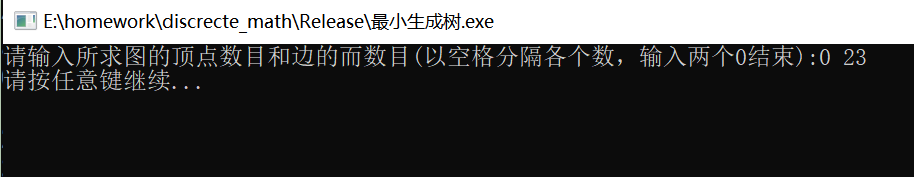 E:\homework\discrecte_math\Release\最小生成树.exe
请输入所求图的顶点数目和边的而数目(以空格分隔各个数，输入两个0结束):0 23
请按任意键继续...